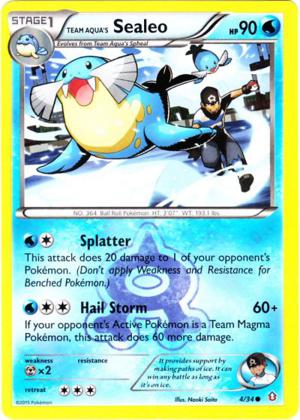 STAGE1
TEAM AQUA'S Sealeo HP90
Evolves from Team Aqua's Spheal
NO. 364 Ball Roll Pokémon HT: 3'07" WT: 193.1 lbs.
Splatter
This attack does 20 damage to 1 of your opponent's
Pokémon. (Don't apply Weakness and Resistance for
Benched Pokémon.)
Hail Storm 60+
If your opponent's Active Pokémon is a Team Magma
Pokémon, this attack does 60 more damage.
weakness resistance
×2
retreat
It provides support by
making paths of ice. It can
win any battle as long as
it's on ice.
©2015 Pokémon
Illus. Naoki Saito
4/34